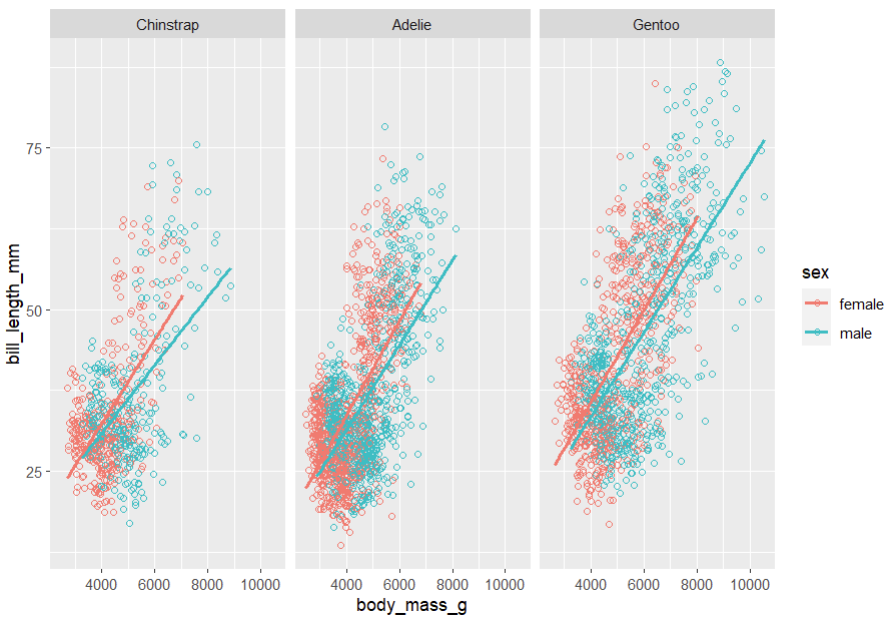 Chinstrap Adelie Gentoo
75
50
25
bill_length_mm
4000 6000 8000 10000 4000 6000 8000 10000 4000 6000 8000 10000
body_mass_g
sex
female
male